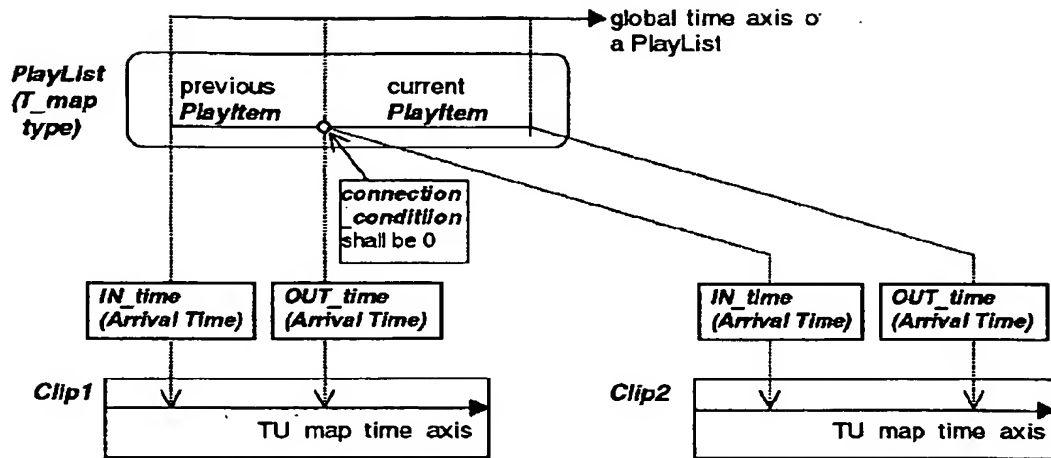 global time axis o
a PlayList
PlayList
(T_map
type)
previous
PlayItem
current
PlayItem
connection
_condition
shall be 0
IN_time
(Arrival Time)
OUT_time
(Arrival Time)
IN_time
(Arrival Time)
OUT_time
(Arrival Time)
Clip1
TU map time axis
Clip2
TU map time axis